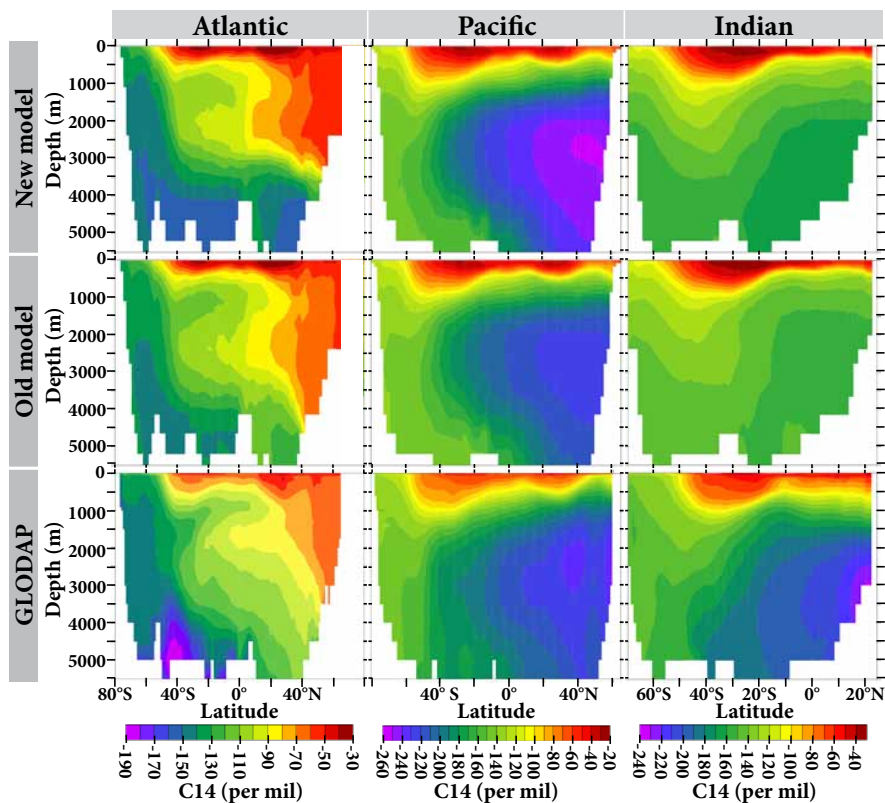 Atlantic Pacific Indian
New model
Depth (m)
0
1000
2000
3000
4000
5000
Old model
Depth (m)
0
1000
2000
3000
4000
5000
GLODAP
Depth (m)
0
1000
2000
3000
4000
5000
80°S 40°S 0° 40°N
Latitude
40°S 0° 40°N
Latitude
60°S 40°S 20°S 0° 20°N
Latitude
-190 -170 -150 -130 -110 -90 -70 -50 -30
C14 (per mil)
-260 -240 -220 -200 -180 -160 -140 -120 -100 -80 -60 -40 -20
C14 (per mil)
-240 -220 -200 -180 -160 -140 -120 -100 -80 -60 -40
C14 (per mil)